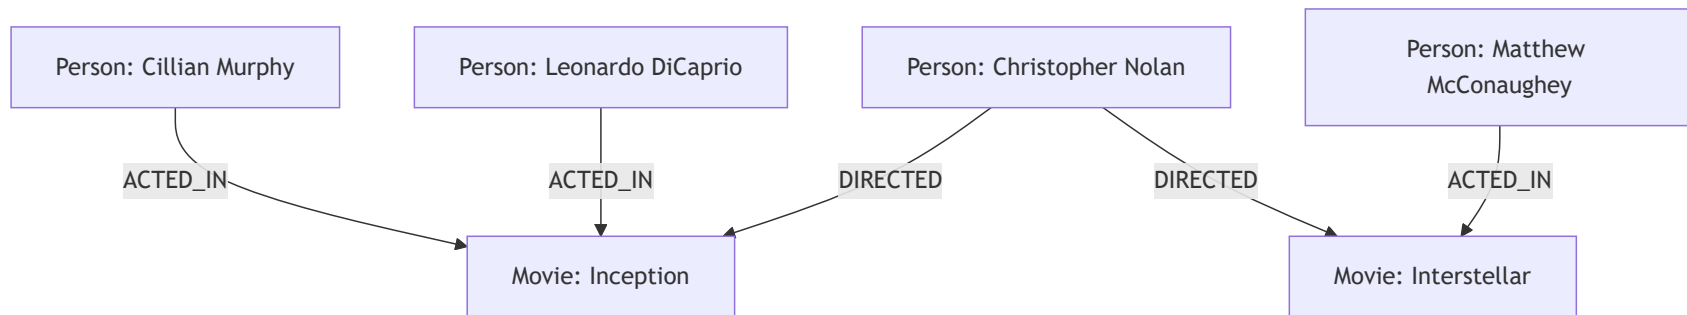 Person: Cillian Murphy
Person: Leonardo DiCaprio
Person: Christopher Nolan
Person: Matthew
McConaughey
ACTED_IN
ACTED_IN
DIRECTED
DIRECTED
ACTED_IN
Movie: Inception
Movie: Interstellar